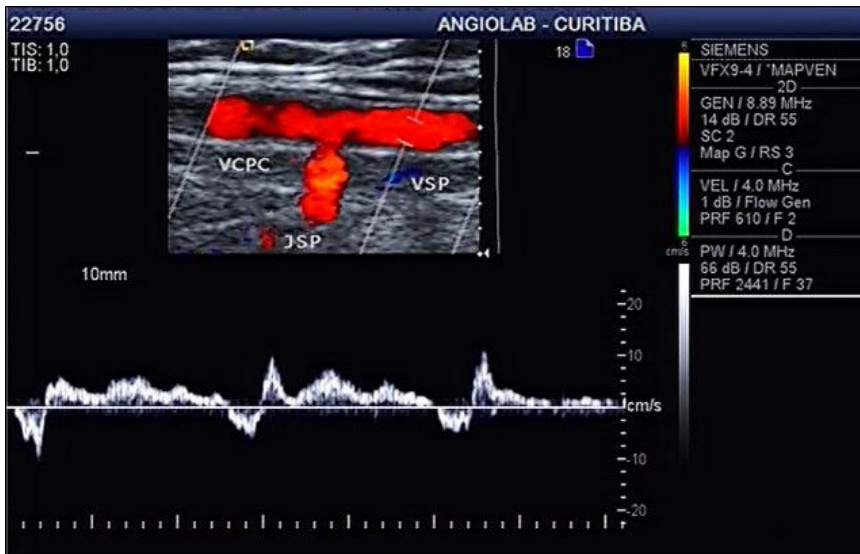 22756 ANGIOLAB - CURITIBA
TIS: 1,0
TIB: 1,0
18
6
SIEMENS
VFX9-4 / *MAPVEN
2D
GEN / 8.89 MHz
14 dB / DR 55
SC 2
Map G / RS 3
C
VEL / 4.0 MHz
1 dB / Flow Gen
PRF 610 / F 2
D
6
cm/s
PW / 4.0 MHz
66 dB / DR 55
PRF 2441 / F 37
VCPC
VSP
JSP
10mm
-20
-10
cm/s
-10
-20